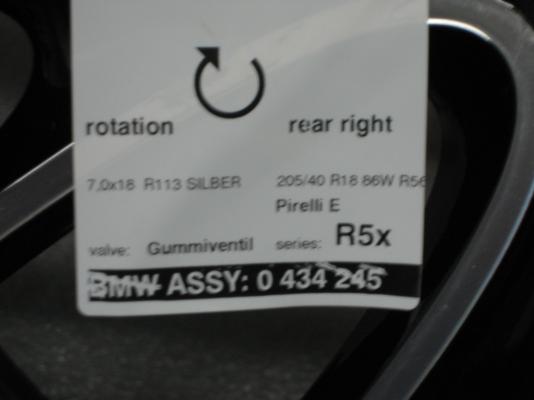 rotation rear right
7.0x18 R113 SILBER 205/40 R18 86W R56
Pirelli E
valve: Gummiventil series: R5x
BMW ASSY: 0 434 245